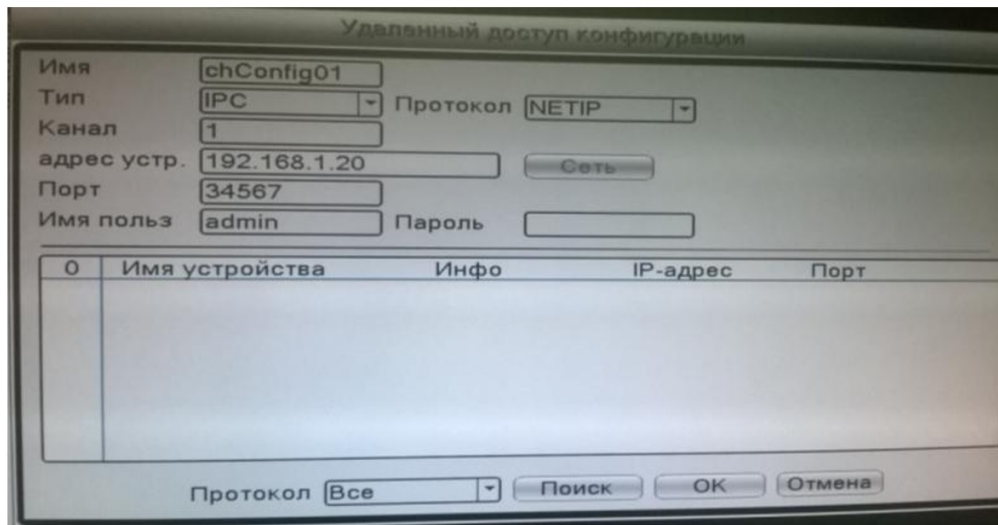 Удаленный доступ конфигурации
Имя chConfig01
Тип IPC Протокол NETIP
Канал 1
адрес устр. 192.168.1.20 Сеть
Порт 34567
Имя польз admin Пароль
0 Имя устройства Инфо IP-адрес Порт
Протокол Все Поиск OK Отмена